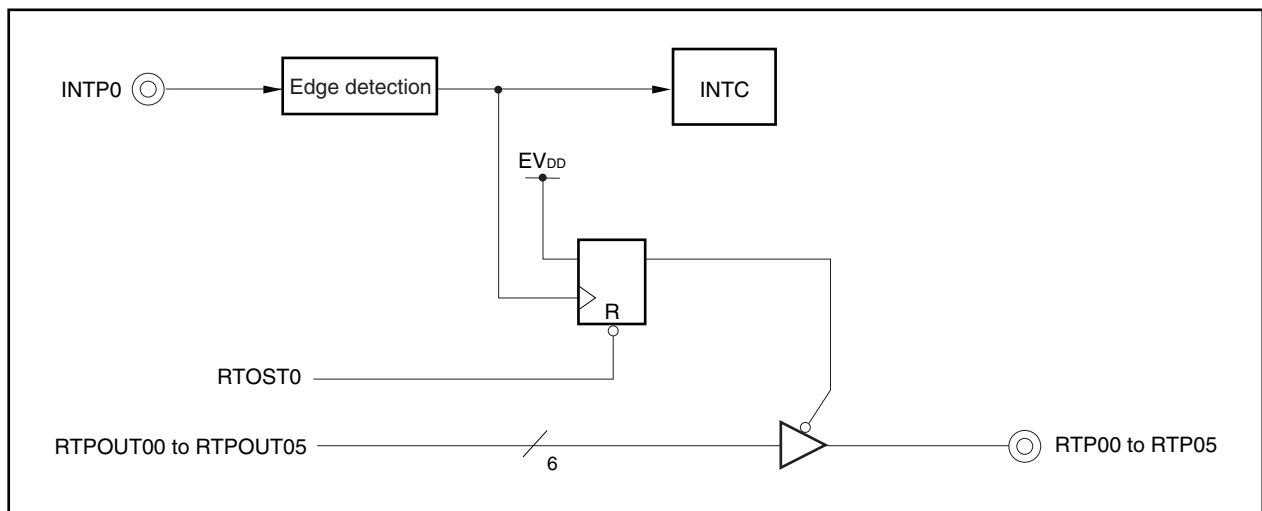 INTP0
Edge detection
INTC
EVDD
R
RTOST0
RTPOUT00 to RTPOUT05
6
RTP00 to RTP05